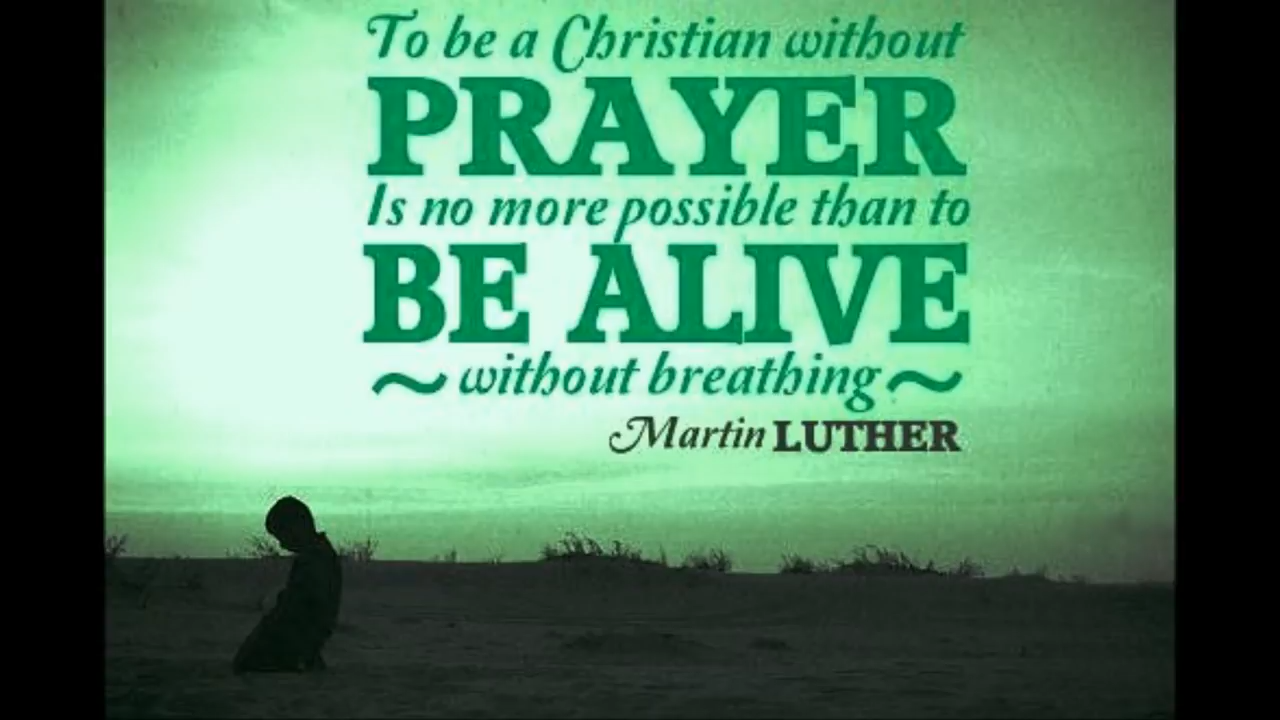 To be a Christian without
PRAYER
Is no more possible than to
BE ALIVE
~without breathing~
Martin LUTHER